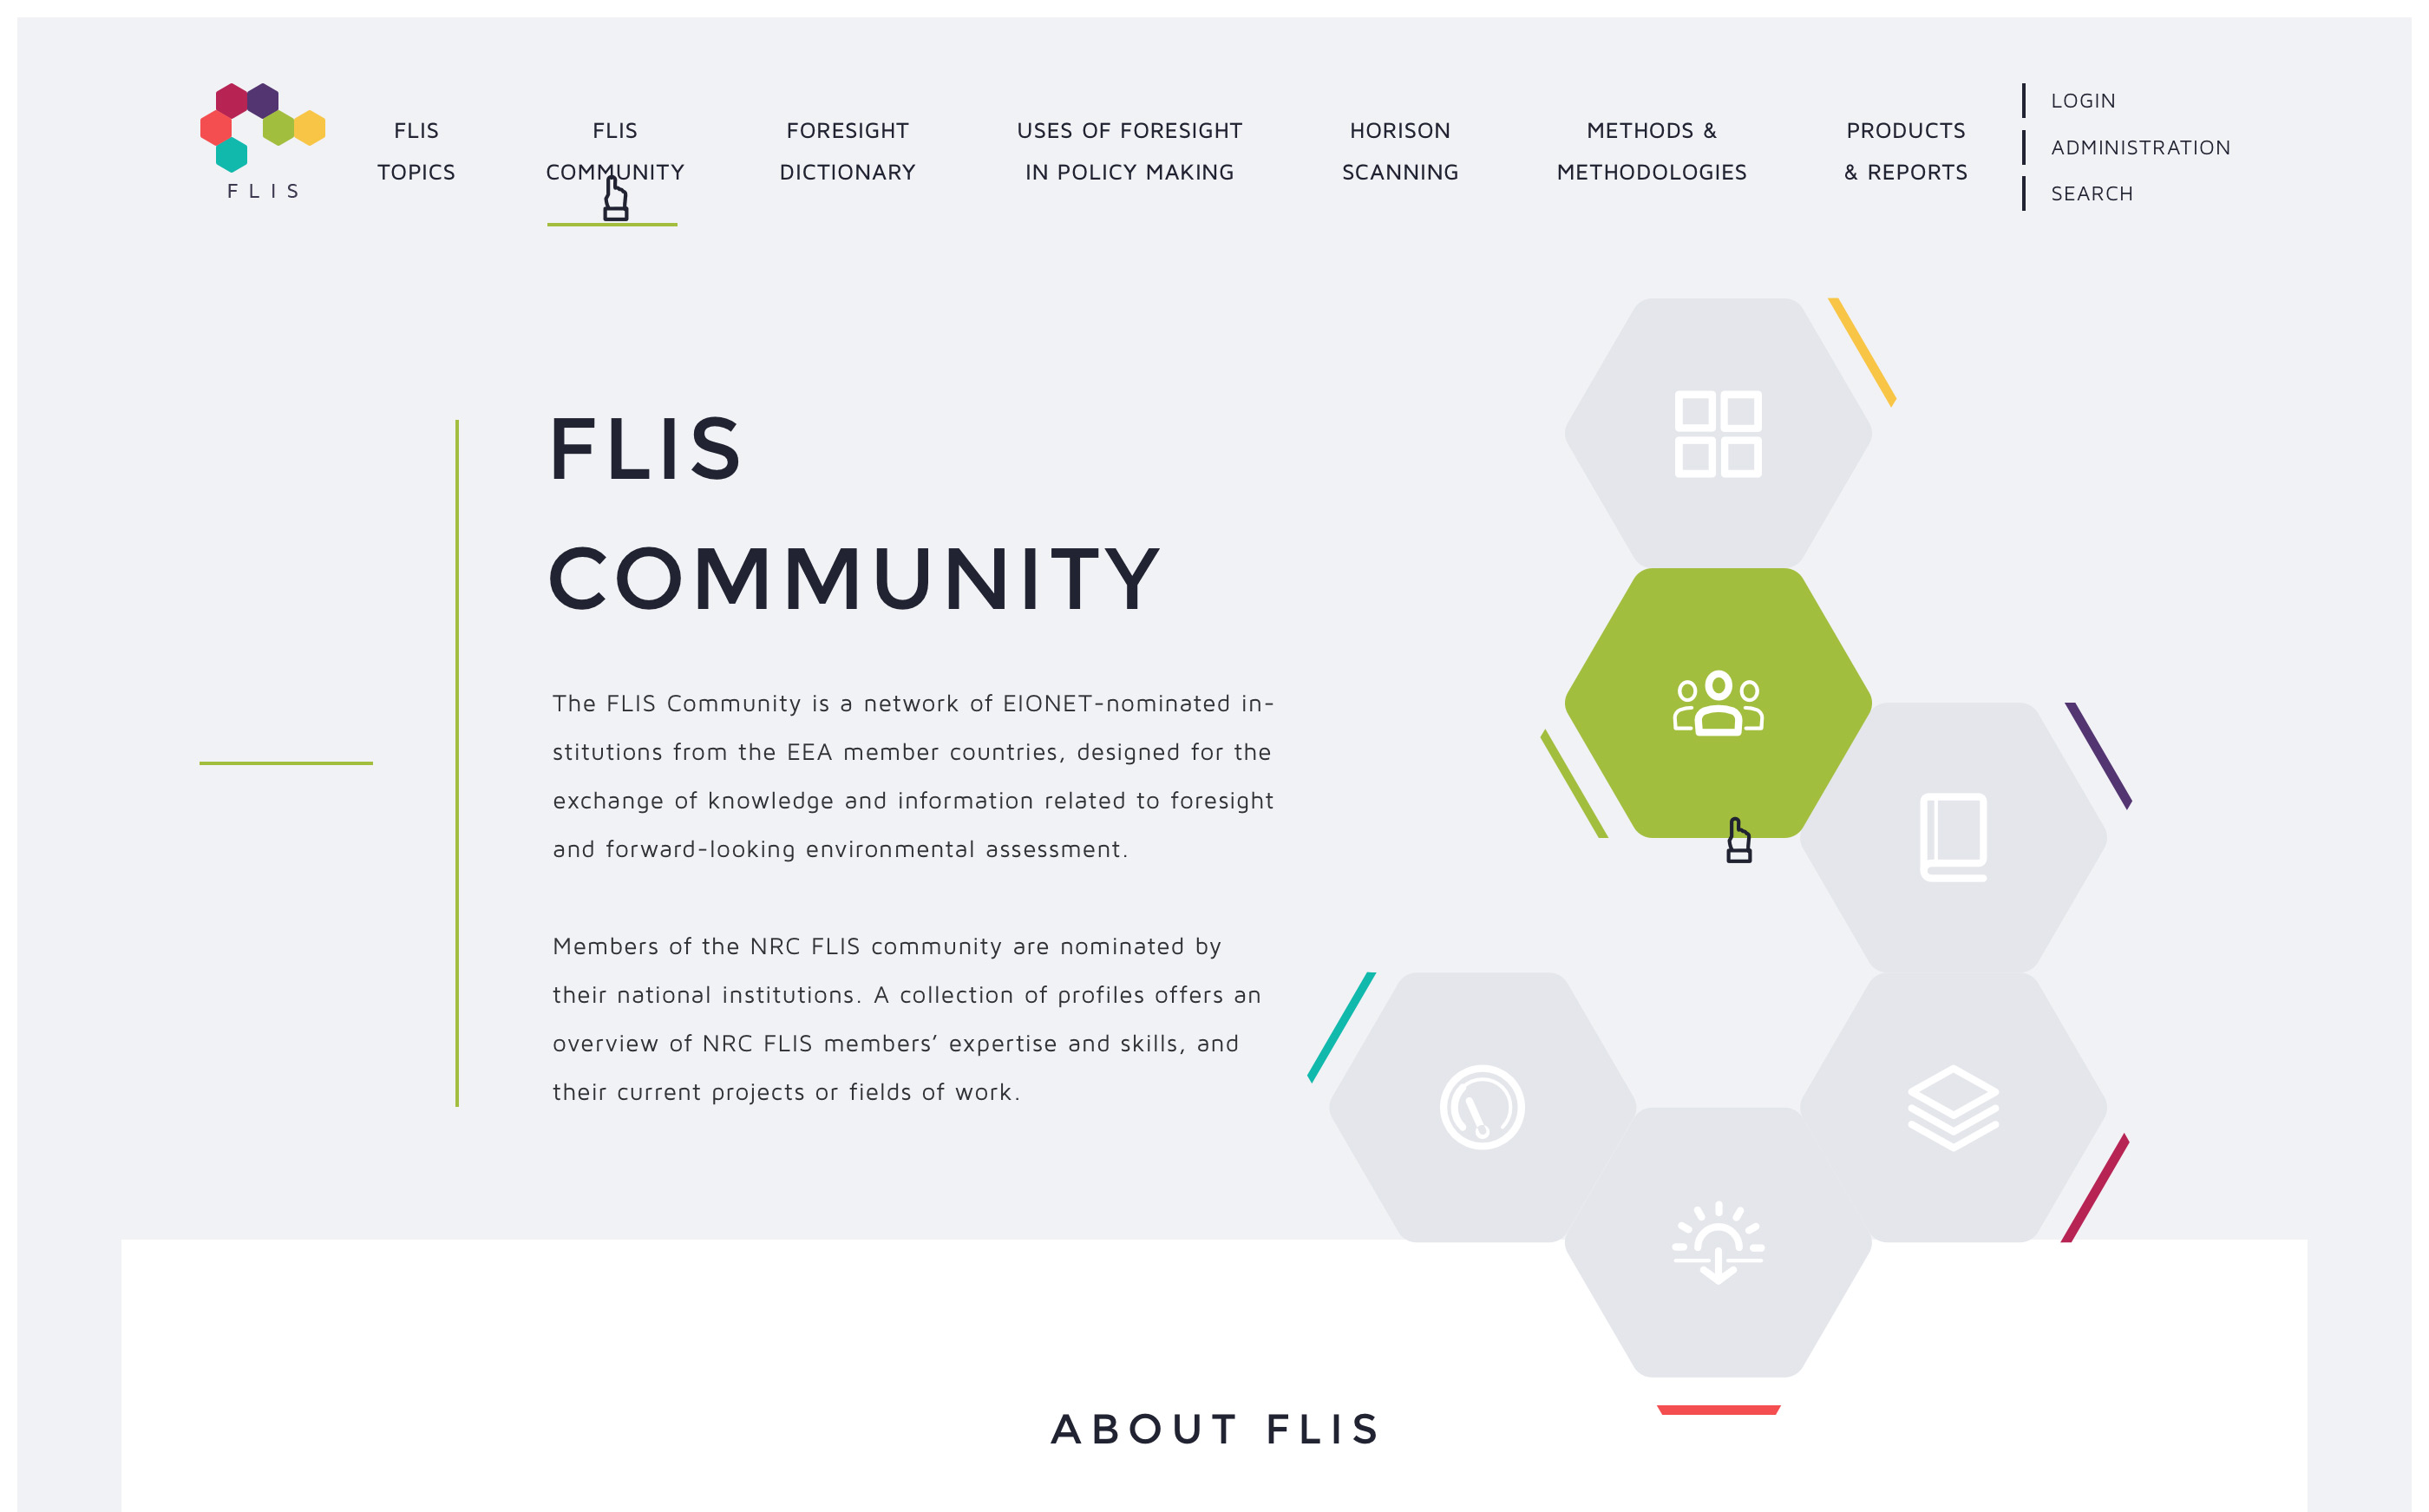 FLIS
FLIS
TOPICS
FLIS
COMMUNITY
FORESIGHT
DICTIONARY
USES OF FORESIGHT
IN POLICY MAKING
HORISON
SCANNING
METHODS &
METHODOLOGIES
PRODUCTS
& REPORTS
LOGIN
ADMINISTRATION
SEARCH
FLIS
COMMUNITY
The FLIS Community is a network of EIONET-nominated in-
stitutions from the EEA member countries, designed for the
exchange of knowledge and information related to foresight
and forward-looking environmental assessment.
Members of the NRC FLIS community are nominated by
their national institutions. A collection of profiles offers an
overview of NRC FLIS members’ expertise and skills, and
their current projects or fields of work.
ABOUT FLIS